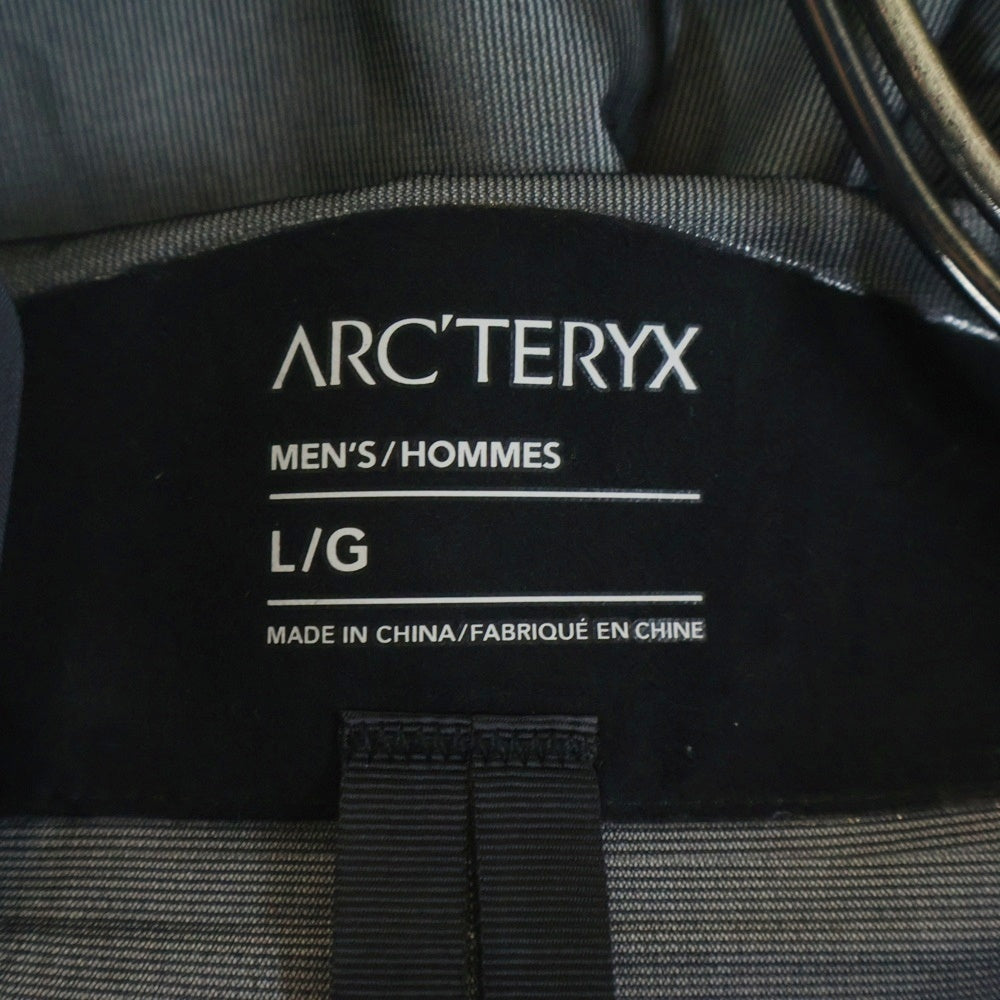 ARC'TERYX
MEN'S/HOMMES
L/G
MADE IN CHINA/FABRIQUÉ EN CHINE